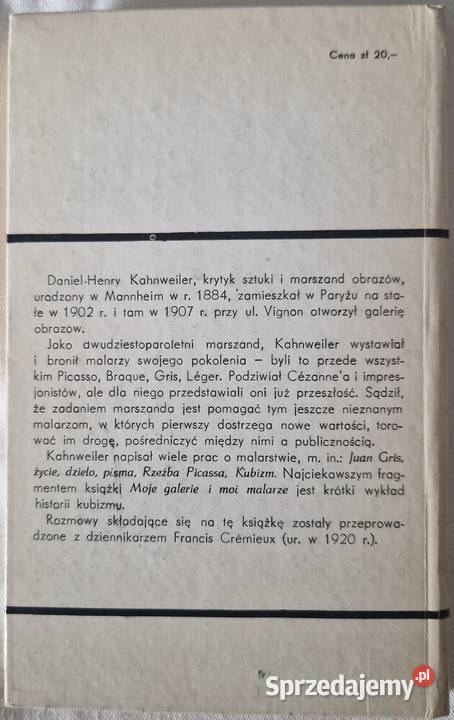 Cena zł 20,—
Daniel-Henry Kahnweiler, krytyk sztuki i marszand obrazów,
urodzony w Mannheim w r. 1884, zamieszkał w Paryżu na sta-
łe w 1902 r. i tam w 1907 r. przy ul. Vignon otworzył galerię
obrazów.
Jako dwudziestoparoletni marszand, Kahnweiler wystawiał
i bronił malarzy swojego pokolenia — byli to przede wszyst-
kim Picasso, Braque, Gris, Léger. Podziwiał Cézanne'a i impres-
jonistów, ale dla niego przedstawiali oni już przeszłość. Sądził,
że zadaniem marszanda jest pomagać tym jeszcze nieznanym
malarzom, w których pierwszy dostrzega nowe wartości, toro-
wać im drogę, pośredniczyć między nimi a publicznością.
Kahnweiler napisał wiele prac o malarstwie, m. in.: Juan Gris,
życie, dzieło, pisma, Rzeźba Picassa, Kubizm. Najciekawszym frag-
mentem książki Moje galerie i moi malarze jest krótki wykład
historii kubizmu.
Rozmowy składające się na tę książkę zostały przeprowa-
dzone z dziennikarzem Francis Crémieux (ur. w 1920 r.).
Sprzedajemy.pl